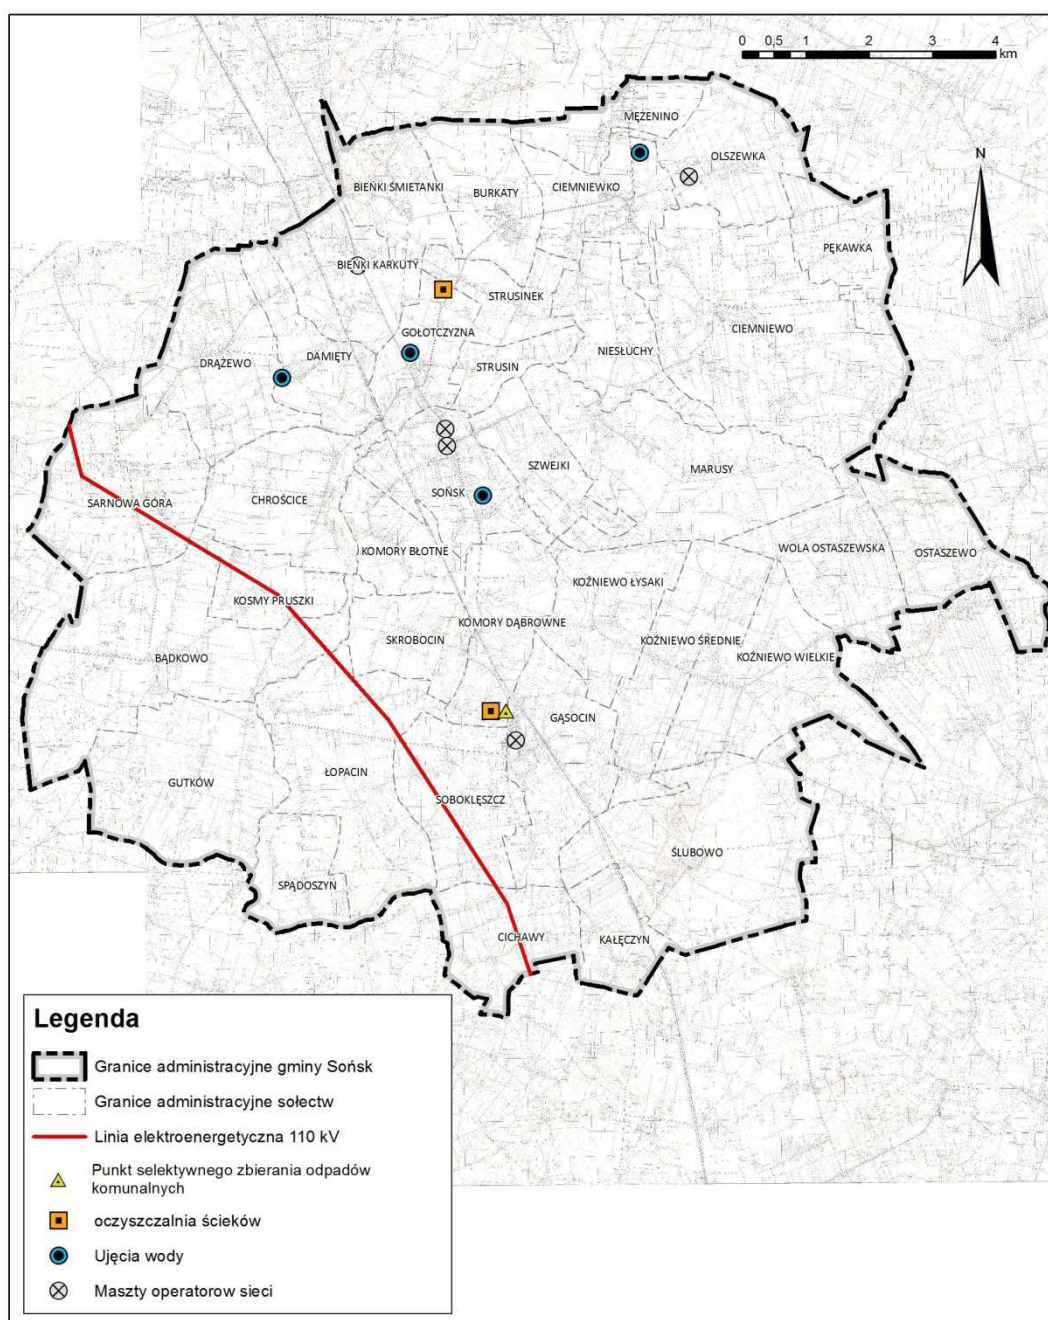 0 0,5 1 2 3 4
km
MĘŻENINO
OLSZEWKA
N
BIEŃKI ŚMIETANKI
BURKATY
CIEMNIEWKO
PĘKAWKA
BIEŃKI KARKUTY
STRUSINEK
CIEMNIEWO
GOŁOTCZYZNA
NIESŁUCHY
DRĄŻEWO
DAMIĘTY
STRUSIN
SZWEJKI
MARUSY
SARNOWA GÓRA
CHROŚCICE
SOŃSK
KOMORY BŁOTNE
WOLA OSTASZEWSKA
OSTASZEWO
KOŹNIEWO ŁYSAKI
KOSMY PRUSZKI
SKROBOCIN
KOMORY DĄBROWNE
KOŹNIEWO ŚREDNIE
BĄDKOWO
KOŹNIEWO WIELKIE
GĄSOCIN
GUTKÓW
ŁOPACIN
SOBOKLĘSZCZ
ŚLUBOWO
SPĄDOSZYN
CICHAWY
KAŁĘCZYN
Legenda
Granice administracyjne gminy Sońsk
Granice administracyjne sołectw
Linia elektroenergetyczna 110 kV
Punkt selektywnego zbierania odpadów
komunalnych
oczyszczalnia ścieków
Ujęcia wody
Maszty operatorow sieci